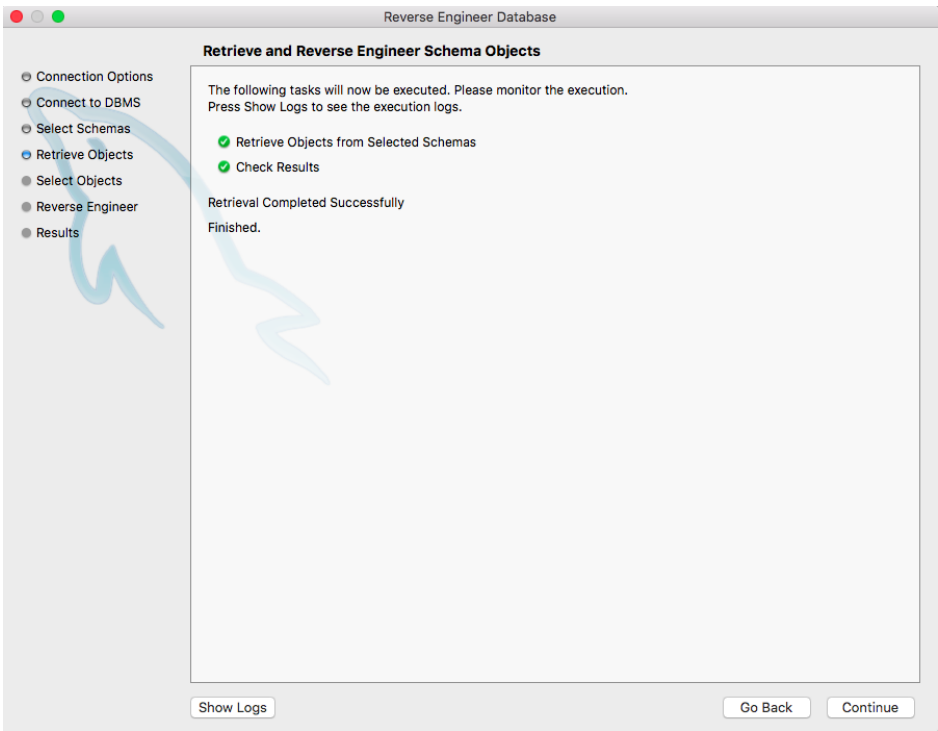 Reverse Engineer Database
Retrieve and Reverse Engineer Schema Objects
Connection Options
Connect to DBMS
Select Schemas
Retrieve Objects
Select Objects
Reverse Engineer
Results
The following tasks will now be executed. Please monitor the execution.
Press Show Logs to see the execution logs.
Retrieve Objects from Selected Schemas
Check Results
Retrieval Completed Successfully
Finished.
Show Logs
Go Back
Continue